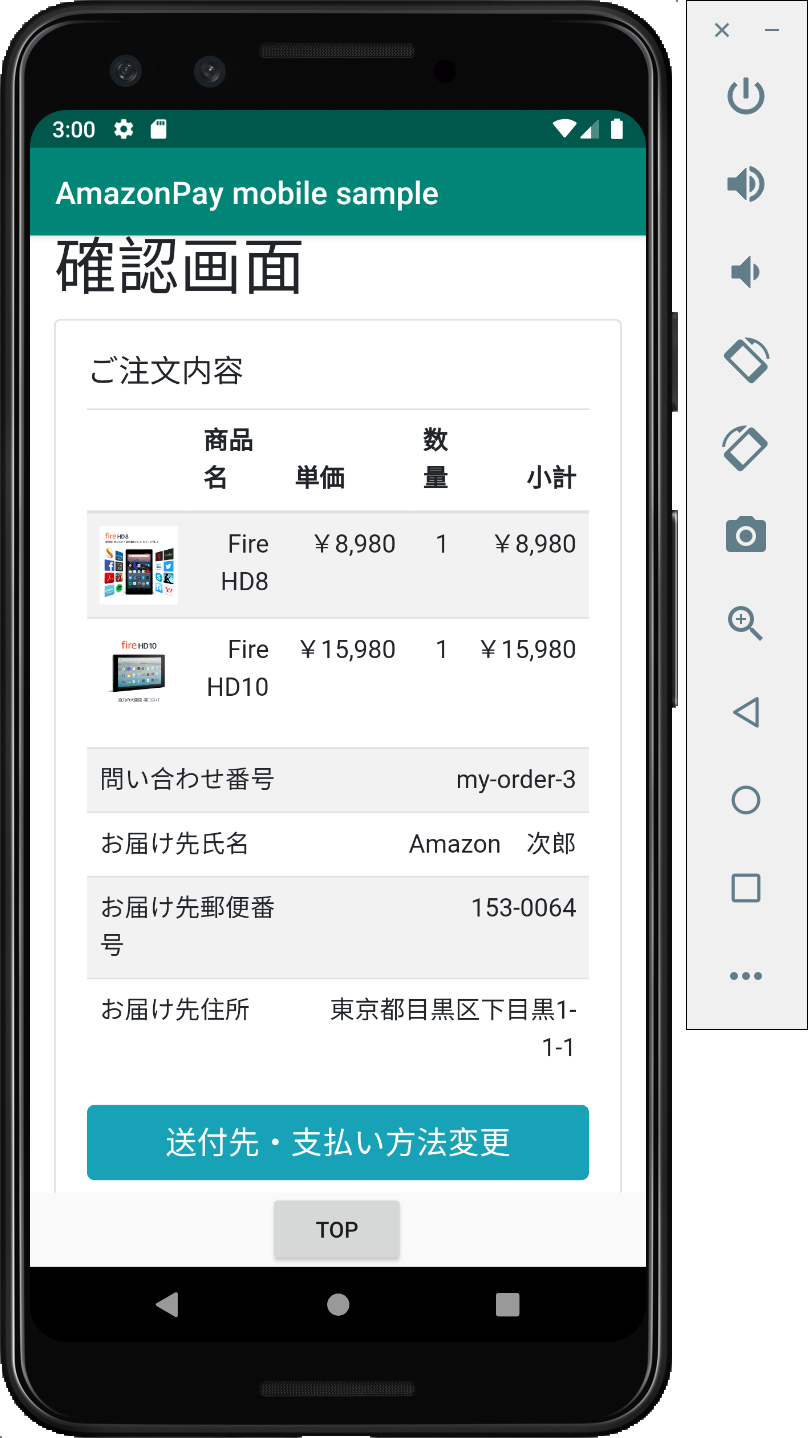 3:00
AmazonPay mobile sample
確認画面
ご注文内容
商品名 単価 数量 小計
fire HD8
Fire HD8 ￥8,980 1 ￥8,980
fire HD10
Fire HD10 ￥15,980 1 ￥15,980
問い合わせ番号 my-order-3
お届け先氏名 Amazon　次郎
お届け先郵便番号 153-0064
お届け先住所 東京都目黒区下目黒1-1-1
送付先・支払い方法変更
TOP